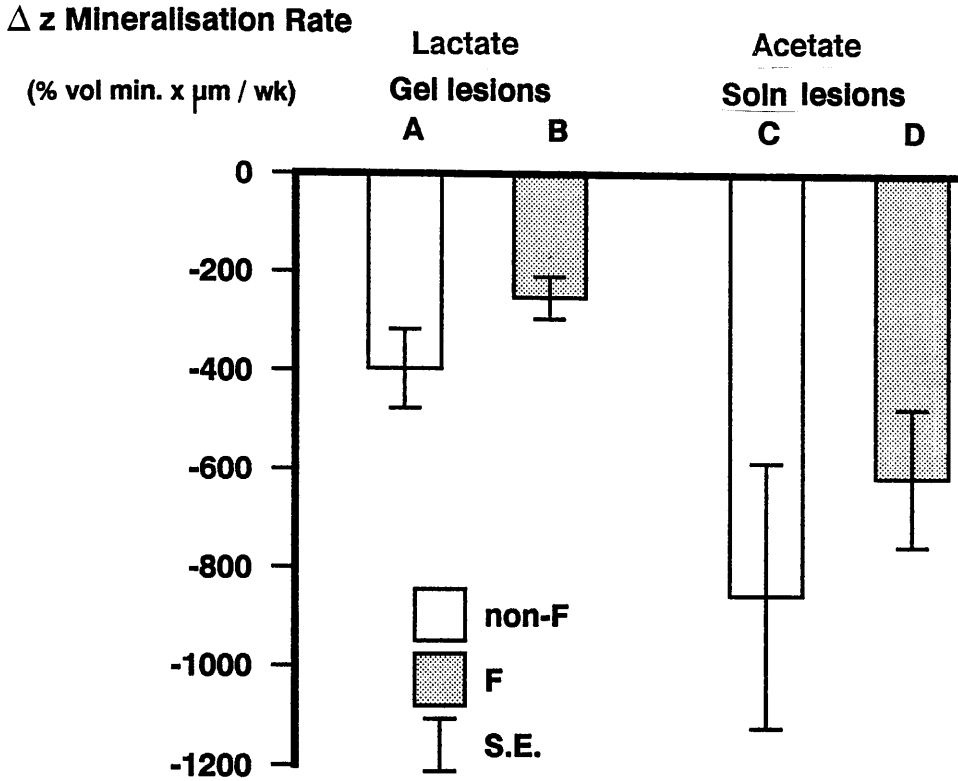 Δ z Mineralisation Rate
(% vol min. x µm / wk)
Lactate
Gel lesions
A B
Acetate
Soln lesions
C D
0
-200
-400
-600
-800
-1000
-1200
non-F
F
S.E.